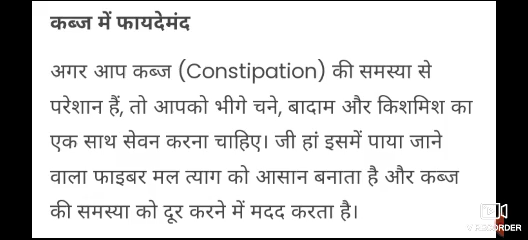 कब्ज में फायदेमंद
अगर आप कब्ज (Constipation) की समस्या से
परेशान हैं, तो आपको भीगे चने, बादाम और किशमिश का
एक साथ सेवन करना चाहिए। जी हां इसमें पाया जाने
वाला फाइबर मल त्याग को आसान बनाता है और कब्ज
की समस्या को दूर करने में मदद करता है।